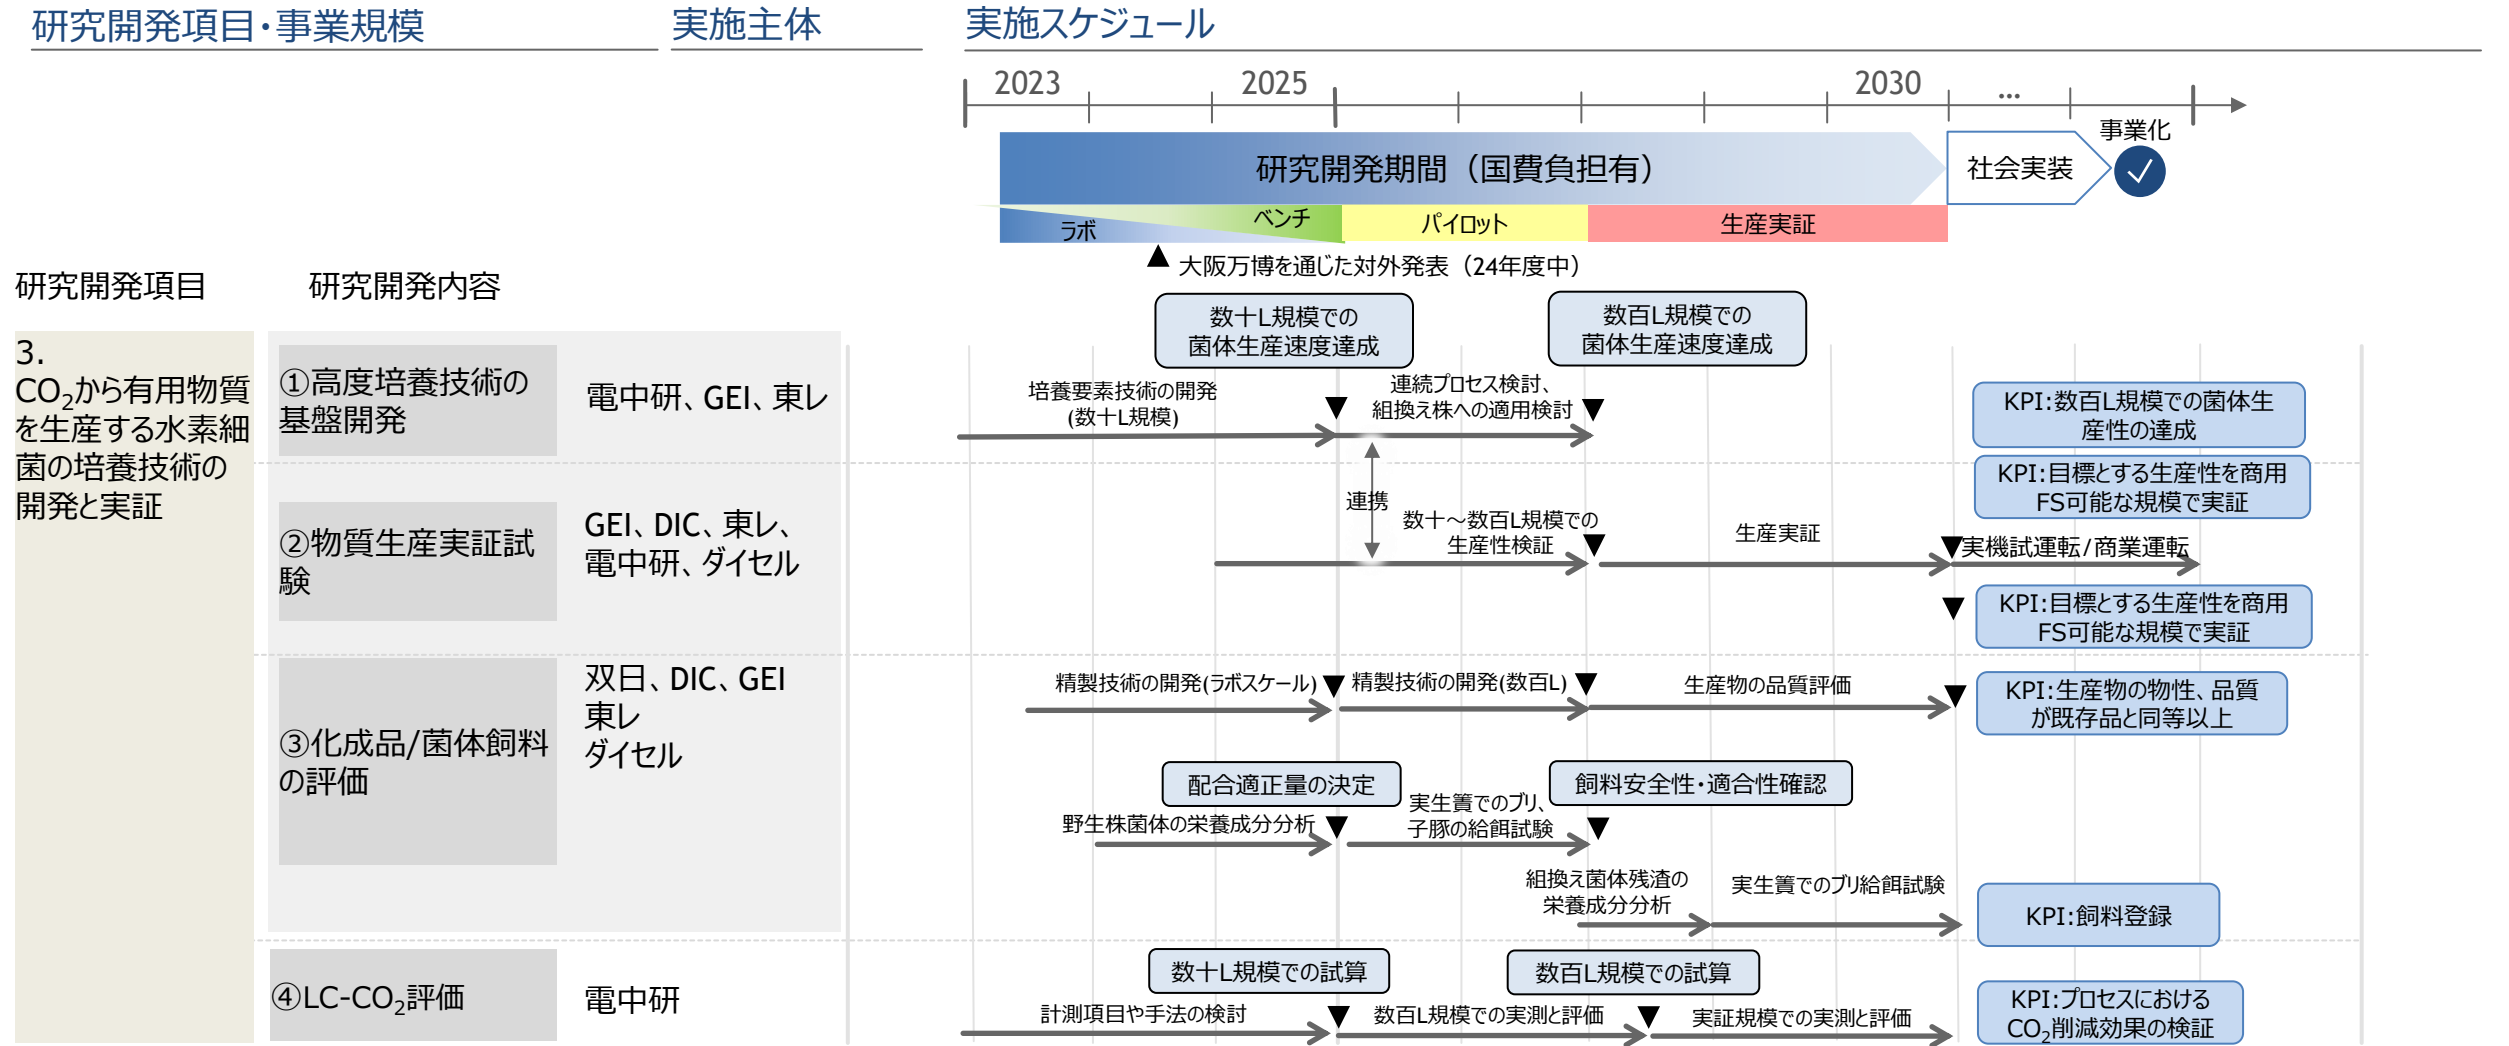 研究開発項目・事業規模
実施主体
実施スケジュール
2023
2025
2030
…
事業化
研究開発期間（国費負担有）
社会実装
ラボ
ベンチ
パイロット
生産実証
▲ 大阪万博を通じた対外発表（24年度中）
研究開発項目
研究開発内容
3.
CO₂から有用物質
を生産する水素細
菌の培養技術の
開発と実証
①高度培養技術の
基盤開発
電中研、GEI、東レ
数十L規模での
菌体生産速度達成
数百L規模での
菌体生産速度達成
培養要素技術の開発
(数十L規模)
連続プロセス検討、
組換え株への適用検討
KPI:数百L規模での菌体生
産性の達成
連携
②物質生産実証試
験
GEI、DIC、東レ、
電中研、ダイセル
数十～数百L規模での
生産性検証
生産実証
実機試運転/商業運転
KPI:目標とする生産性を商用
FS可能な規模で実証
KPI:目標とする生産性を商用
FS可能な規模で実証
③化成品/菌体飼料
の評価
双日、DIC、GEI
東レ
ダイセル
精製技術の開発(ラボスケール)
精製技術の開発(数百L)
生産物の品質評価
KPI:生産物の物性、品質
が既存品と同等以上
配合適正量の決定
飼料安全性・適合性確認
野生株菌体の栄養成分分析
実生簀でのブリ、
子豚の給餌試験
組換え菌体残渣の
栄養成分分析
実生簀でのブリ給餌試験
KPI:飼料登録
④LC-CO₂評価
電中研
数十L規模での試算
数百L規模での試算
計測項目や手法の検討
数百L規模での実測と評価
実証規模での実測と評価
KPI:プロセスにおける
CO₂削減効果の検証